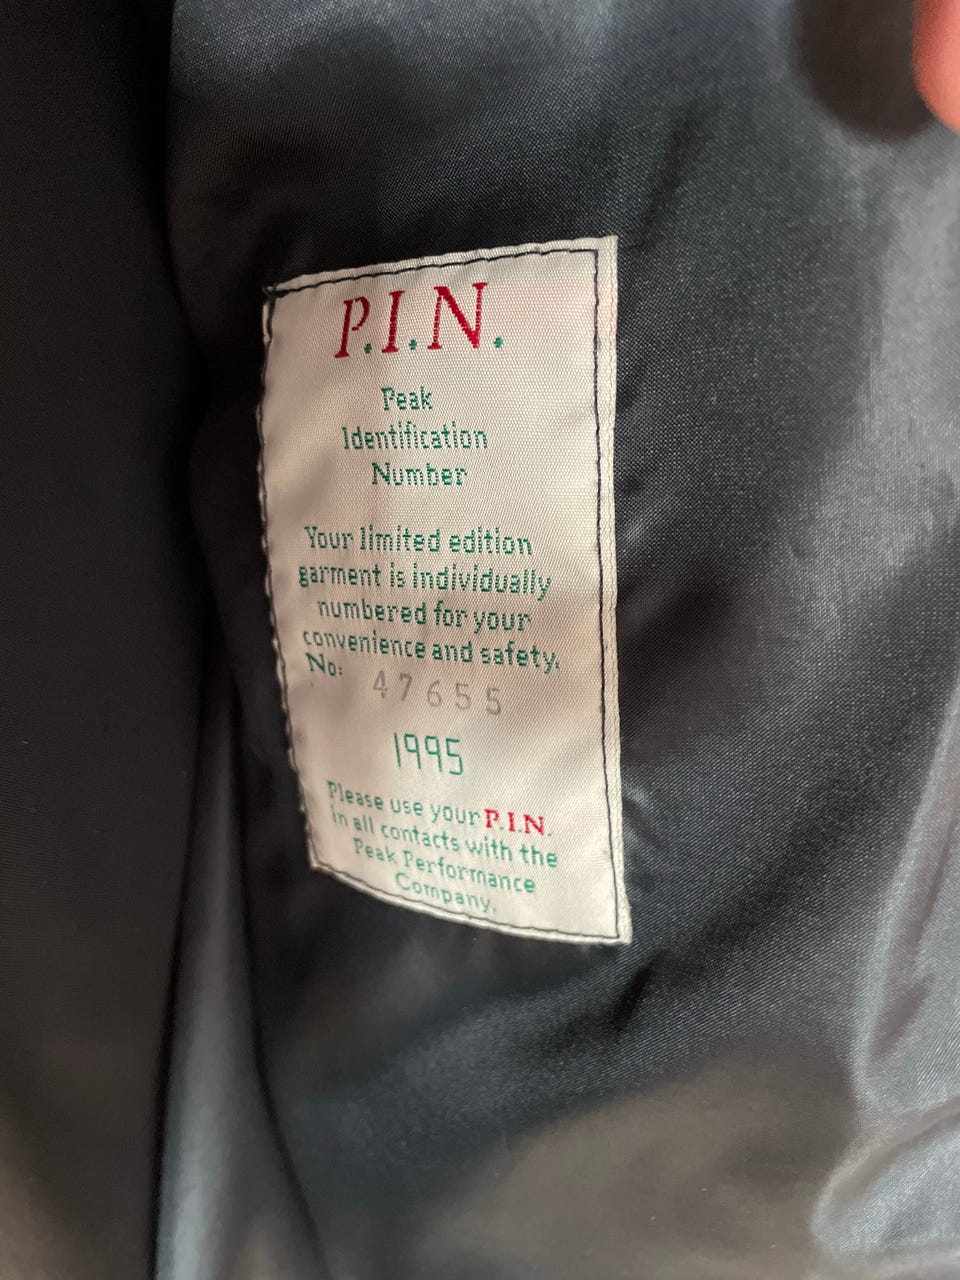 P.I.N.
Peak
Identification
Number
Your limited edition
garment is individually
numbered for your
convenience and safety.
No: 47655
1995
Please use your P.I.N.
in all contacts with the
Peak Performance
Company.